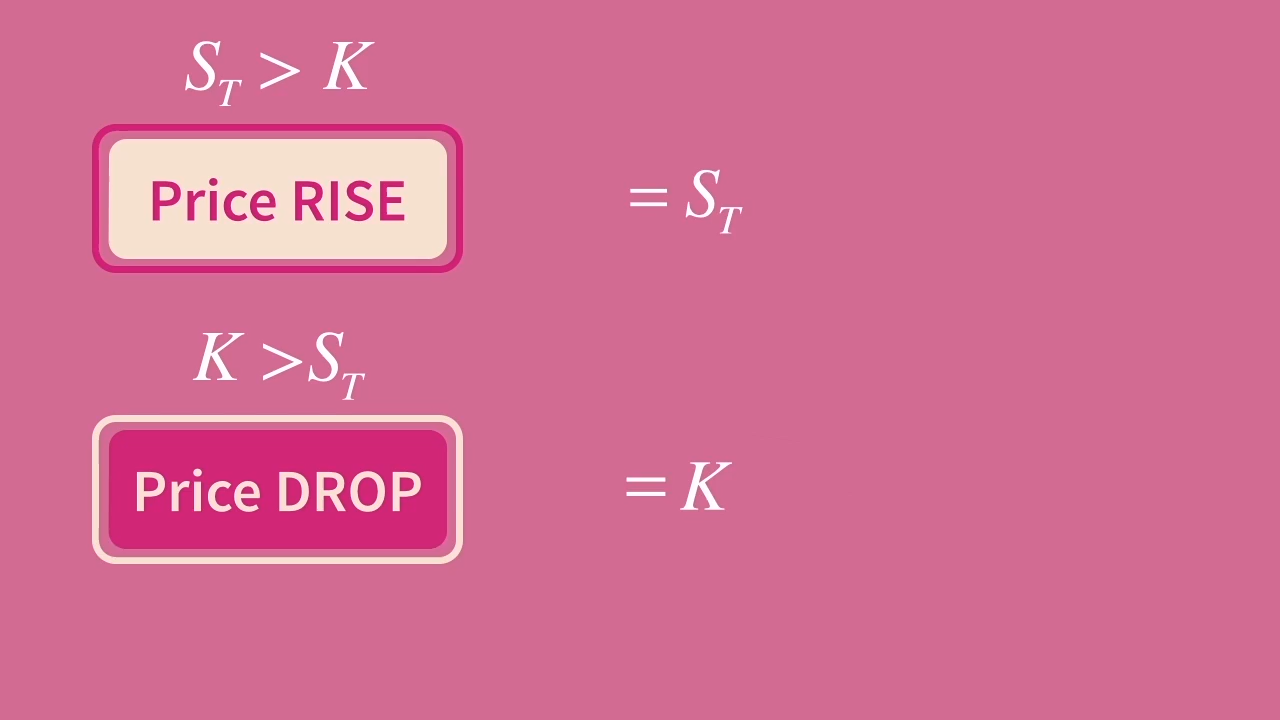 S_T > K
Price RISE
= S_T
K > S_T
Price DROP
= K